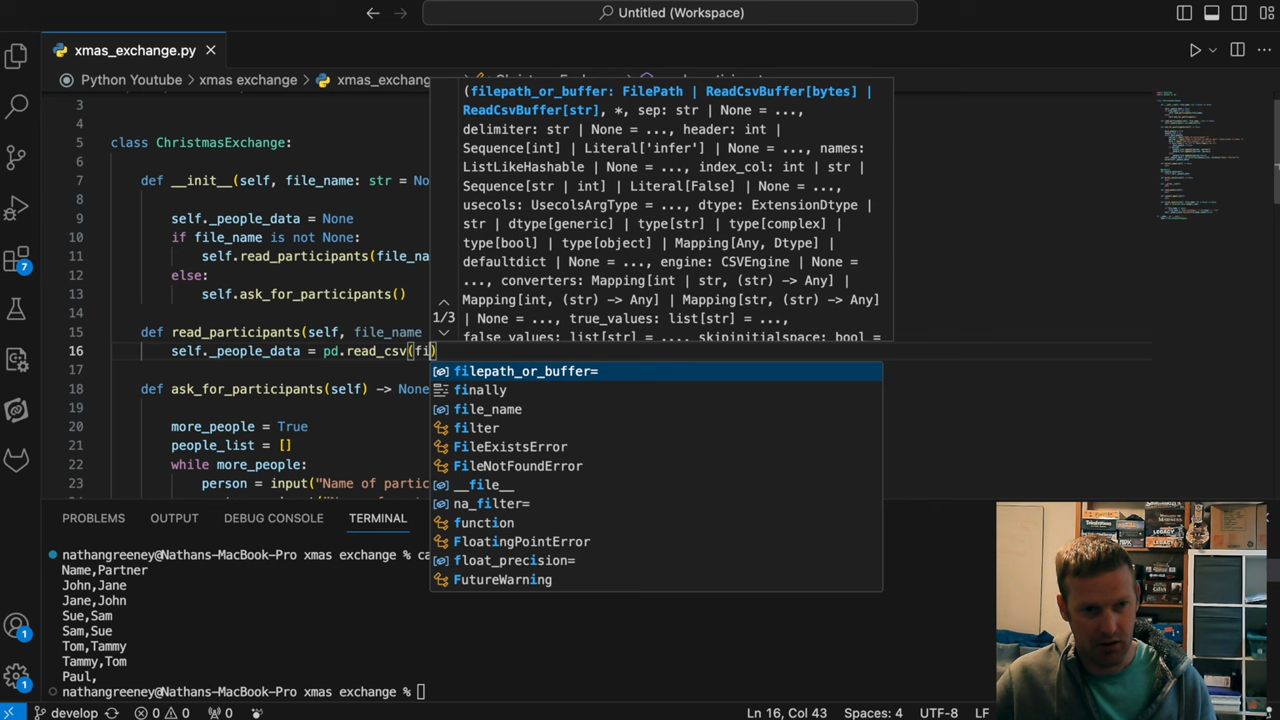 Untitled (Workspace)
xmas_exchange.py
Python Youtube > xmas exchange > xmas_exchang
3
4
5 class ChristmasExchange:
6
7 def __init__(self, file_name: str = No
8
9 self._people_data = None
10 if file_name is not None:
11 self.read_participants(file_na
12 else:
13 self.ask_for_participants()
14
15 def read_participants(self, file_name
16 self._people_data = pd.read_csv(fi)
17
18 def ask_for_participants(self) -> None
19
20 more_people = True
21 people_list = []
22 while more_people:
23 person = input("Name of partic
(filepath_or_buffer: FilePath | ReadCsvBuffer[bytes] |
ReadCsvBuffer[str], *, sep: str | None = ...,
delimiter: str | None = ..., header: int |
Sequence[int] | Literal['infer'] | None = ..., names:
ListLikeHashable | None = ..., index_col: int | str |
Sequence[str | int] | Literal[False] | None = ...,
usecols: UsecolsArgType = ..., dtype: ExtensionDtype |
str | dtype[generic] | type[str] | type[complex] |
type[bool] | type[object] | Mapping[Any, Dtype] |
defaultdict | None = ..., engine: CSVEngine | None =
..., converters: Mapping[int | str, (str) -> Any] |
Mapping[int, (str) -> Any] | Mapping[str, (str) -> Any]
1/3 | None = ..., true_values: list[str] = ...,
false_values: list[str] = ..., skipinitialspace: bool =
filepath_or_buffer=
finally
file_name
filter
FileExistsError
FileNotFoundError
__file__
na_filter=
function
FloatingPointError
float_precision=
FutureWarning
PROBLEMS OUTPUT DEBUG CONSOLE TERMINAL
nathangreeney@Nathans-MacBook-Pro xmas exchange % ca
Name,Partner
John,Jane
Jane,John
Sue,Sam
Sam,Sue
Tom,Tammy
Tammy,Tom
Paul,
nathangreeney@Nathans-MacBook-Pro xmas exchange %
7
1
1
develop 0 0 0 Ln 16, Col 43 Spaces: 4 UTF-8 LF